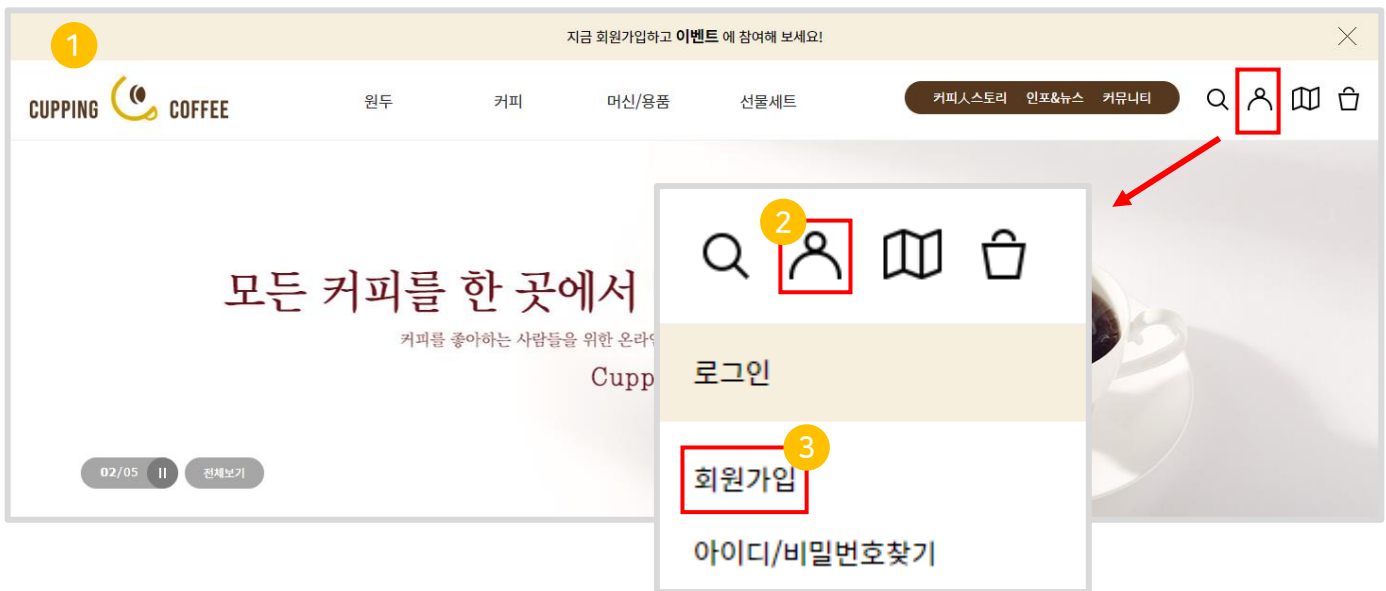 1
지금 회원가입하고 이벤트 에 참여해 보세요!
CUPPING COFFEE
원두 커피 머신/용품 선물세트
커피人스토리 인포&뉴스 커뮤니티
2
모든 커피를 한 곳에서
커피를 좋아하는 사람들을 위한
Cupp
로그인
3
회원가입
02/05 전체보기
아이디/비밀번호찾기